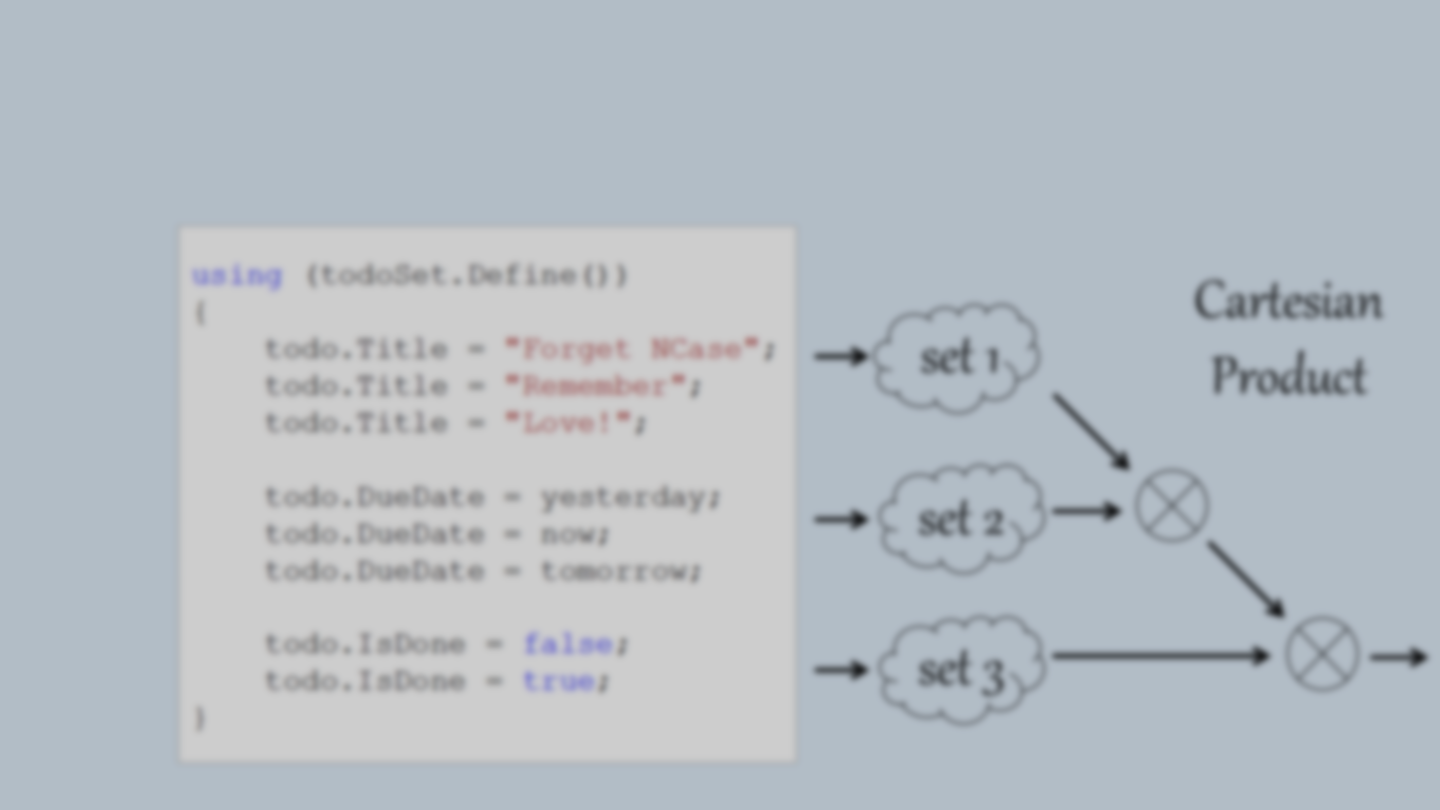 using (todoSet.Define())
{
    todo.Title = "Forget NCase";
    todo.Title = "Remember";
    todo.Title = "Love!";
    todo.DueDate = yesterday;
    todo.DueDate = now;
    todo.DueDate = tomorrow;
    todo.IsDone = false;
    todo.IsDone = true;
}
set 1
set 2
set 3
Cartesian
Product